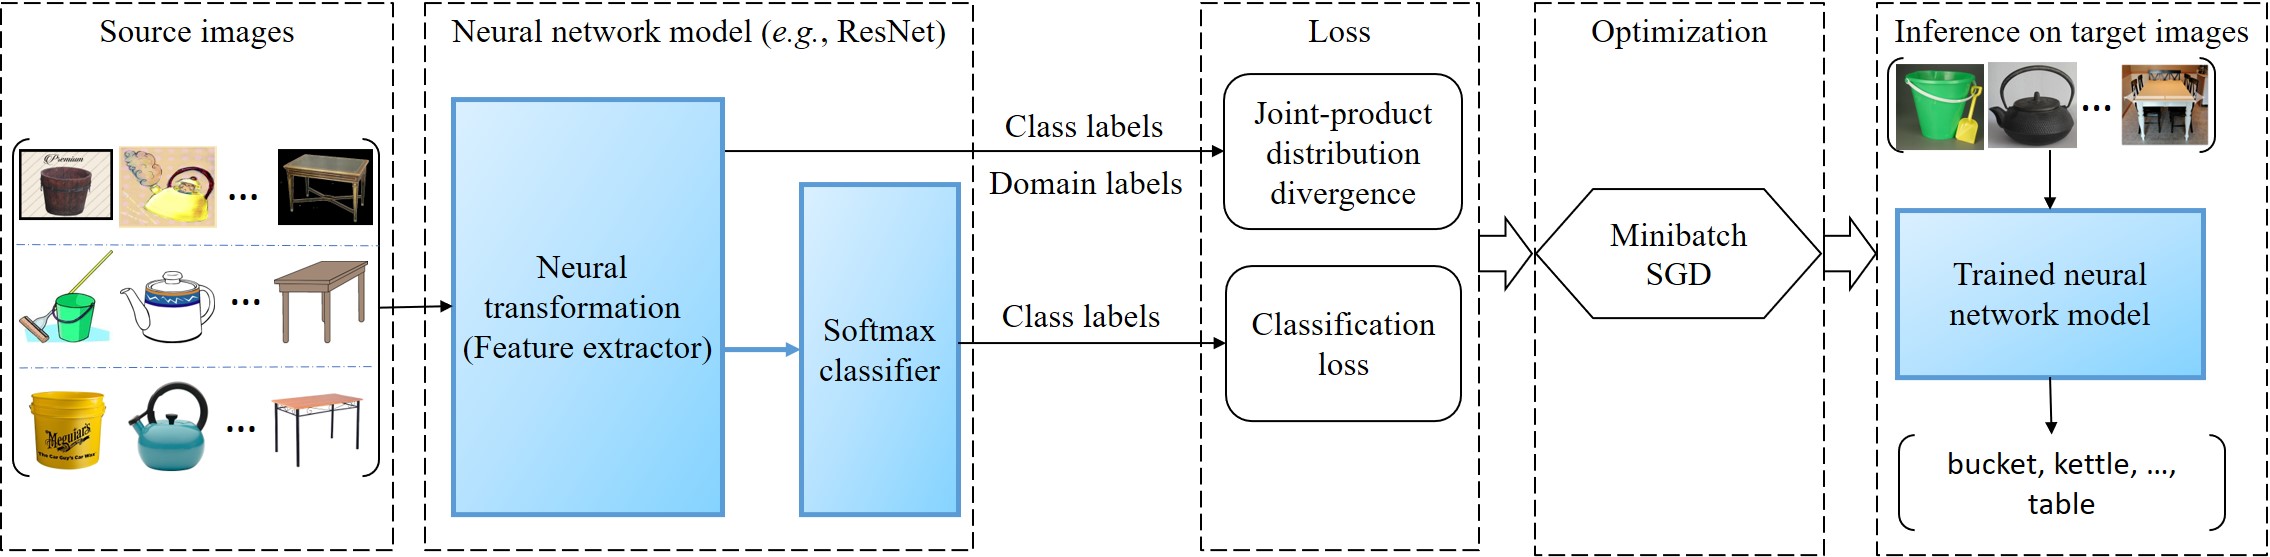 Source images
Premium
...
...
Meguiar's
...
Neural network model (e.g., ResNet)
Neural
transformation
(Feature extractor)
Softmax
classifier
Class labels
Domain labels
Class labels
Loss
Joint-product
distribution
divergence
Classification
loss
Optimization
Minibatch
SGD
Inference on target images
...
Trained neural
network model
bucket, kettle, ...,
table